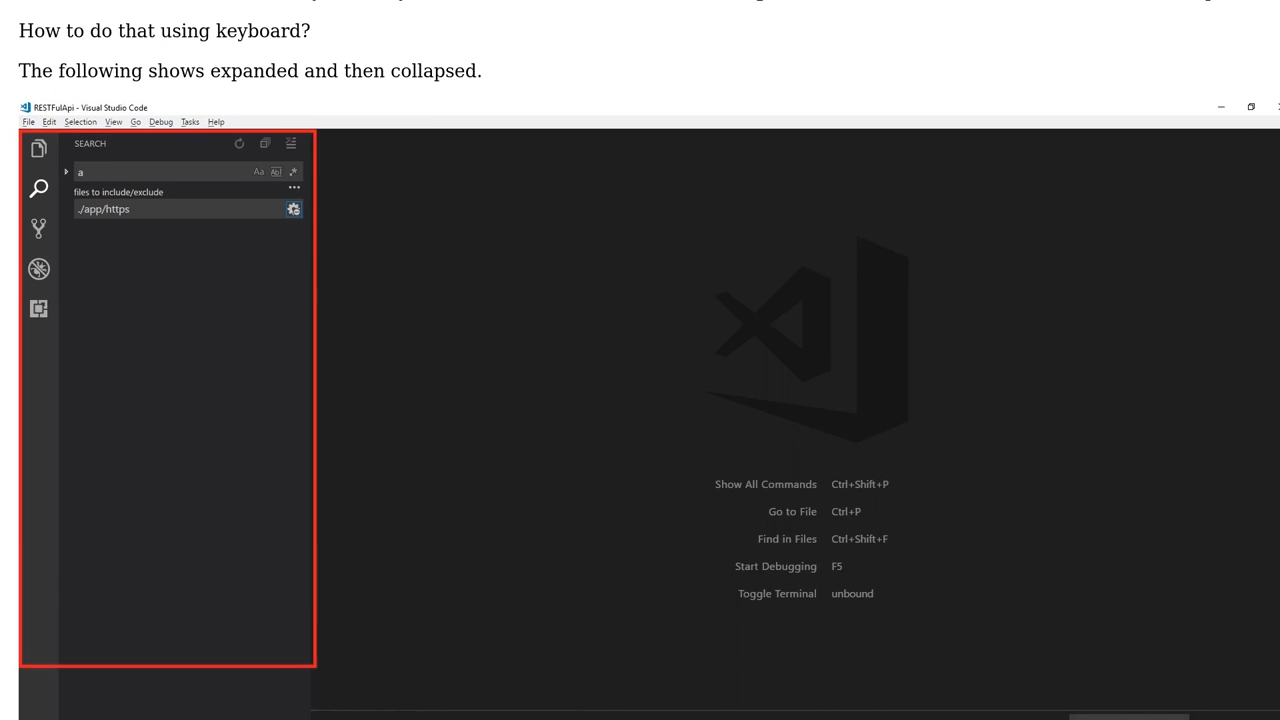 How to do that using keyboard?
The following shows expanded and then collapsed.
RESTFulApi - Visual Studio Code
File Edit Selection View Go Debug Tasks Help
SEARCH
a
Aa Abl .*
files to include/exclude
./app/https
Show All Commands Ctrl+Shift+P
Go to File Ctrl+P
Find in Files Ctrl+Shift+F
Start Debugging F5
Toggle Terminal unbound